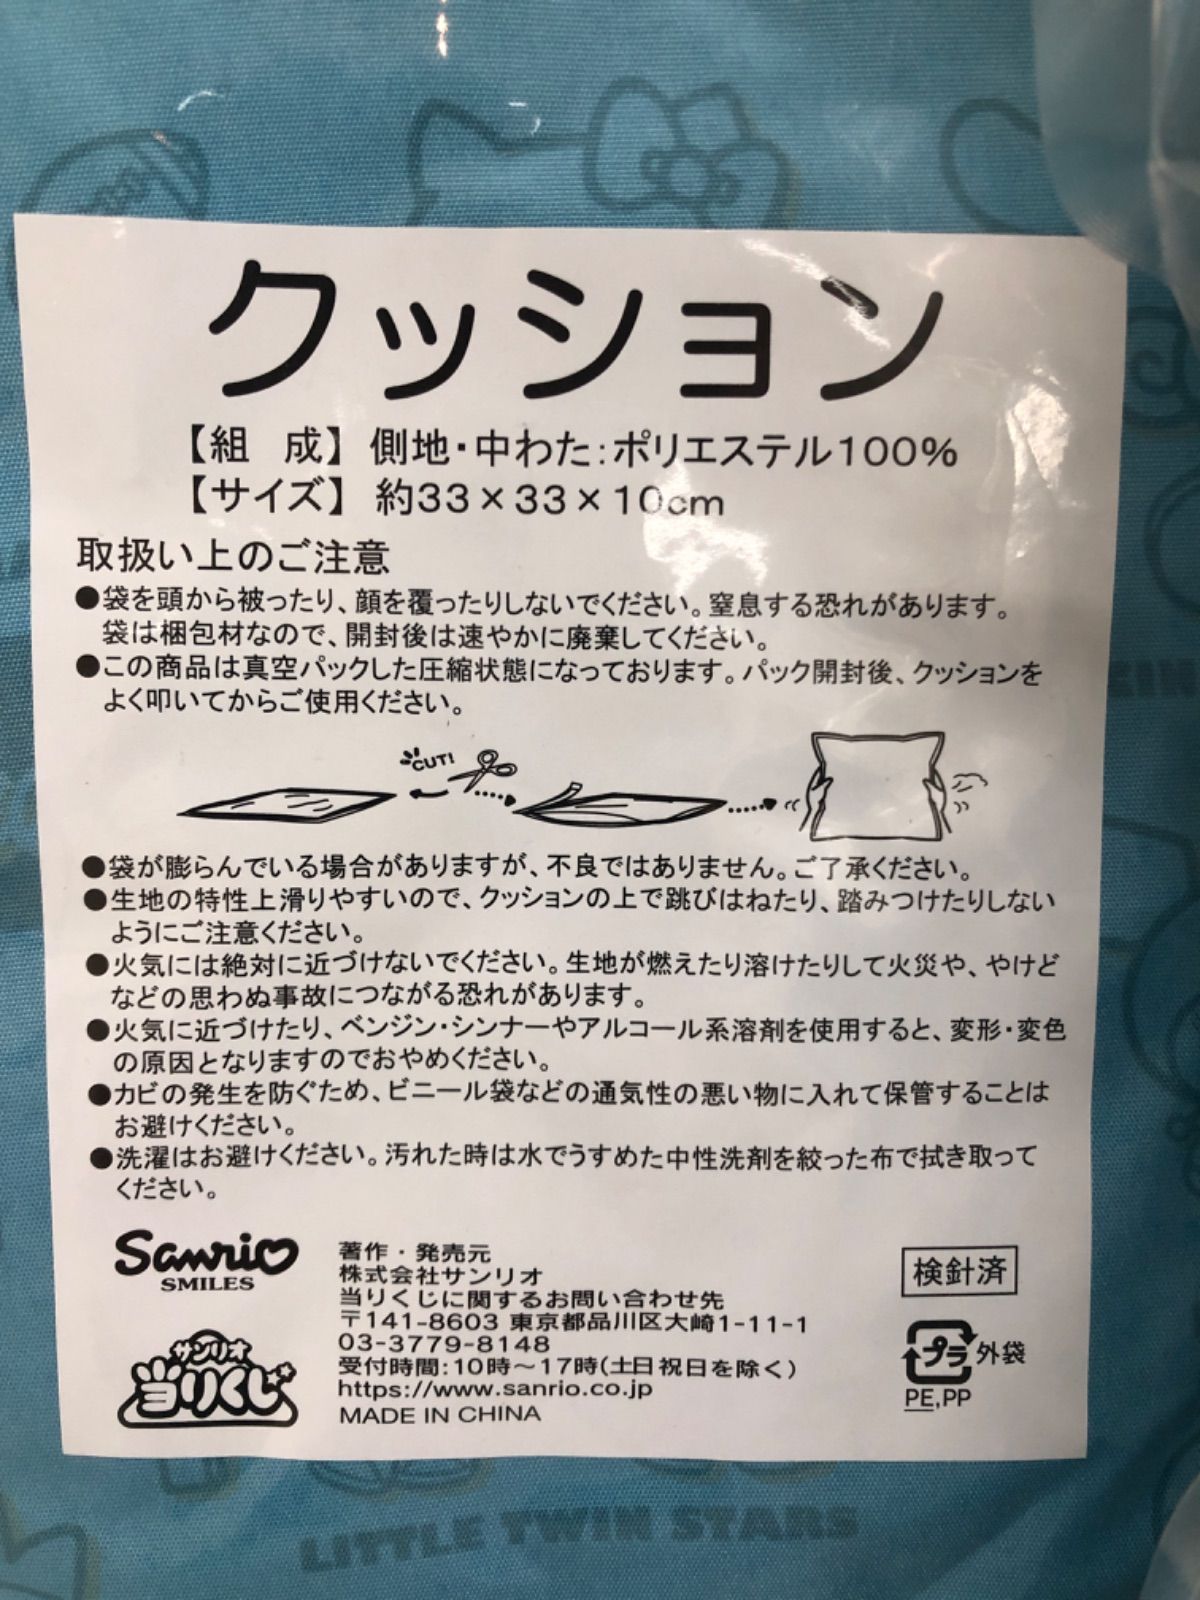 クッション
【組　成】 側地・中わた:ポリエステル100%
【サイズ】 約33×33×10cm
取扱い上のご注意
●袋を頭から被ったり、顔を覆ったりしないでください。窒息する恐れがあります。
袋は梱包材なので、開封後は速やかに廃棄してください。
●この商品は真空パックした圧縮状態になっております。パック開封後、クッションを
よく叩いてからご使用ください。
CUT!
●袋が膨らんでいる場合がありますが、不良ではありません。ご了承ください。
●生地の特性上滑りやすいので、クッションの上で跳びはねたり、踏みつけたりしない
ようにご注意ください。
●火気には絶対に近づけないでください。生地が燃えたり溶けたりして火災や、やけど
などの思わぬ事故につながる恐れがあります。
●火気に近づけたり、ベンジン・シンナーやアルコール系溶剤を使用すると、変形・変色
の原因となりますのでおやめください。
●カビの発生を防ぐため、ビニール袋などの通気性の悪い物に入れて保管することは
お避けください。
●洗濯はお避けください。汚れた時は水でうすめた中性洗剤を絞った布で拭き取って
ください。
Sanrio
SMILES
サンリオ
当りくじ
著作・発売元
株式会社サンリオ
当りくじに関するお問い合わせ先
〒141-8603 東京都品川区大崎1-11-1
03-3779-8148
受付時間:10時～17時(土日祝日を除く)
https://www.sanrio.co.jp
MADE IN CHINA
検針済
プラ 外袋
PE,PP
LITTLE TWIN STARS